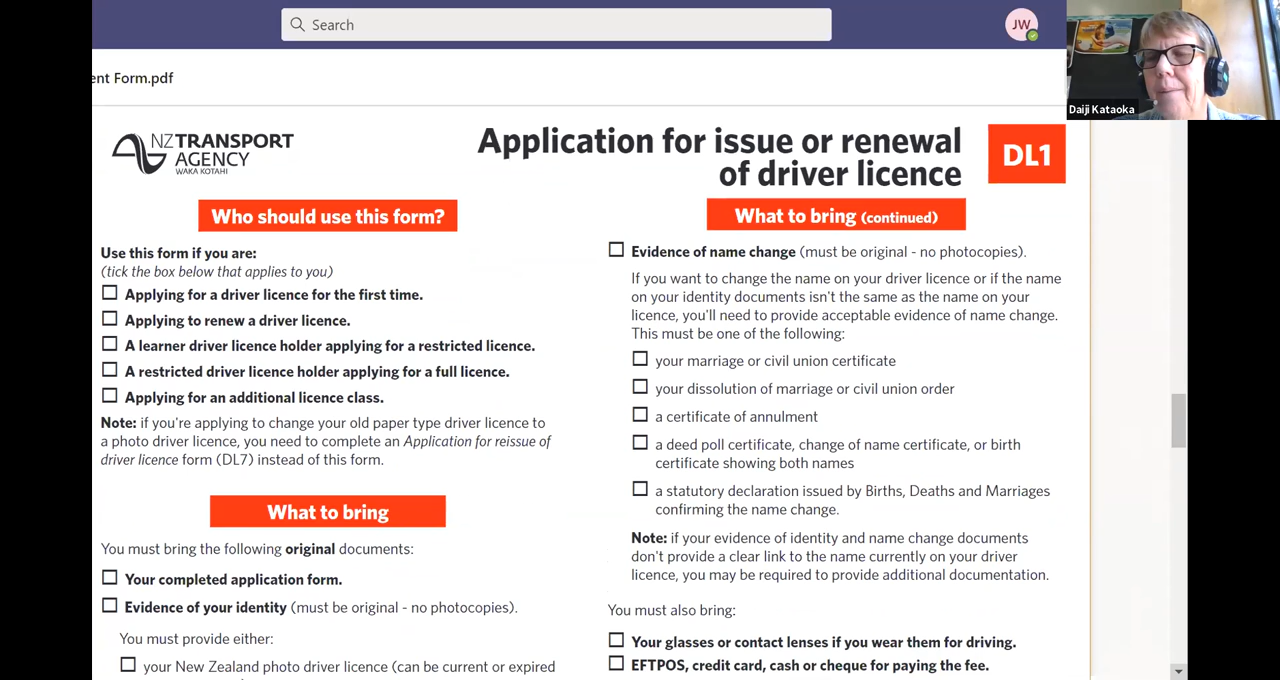 Search
JW
ent Form.pdf
Daiji Kataoka
NZTRANSPORT
AGENCY
WAKA KOTAHI
Application for issue or renewal
of driver licence
DL1
Who should use this form?
Use this form if you are:
(tick the box below that applies to you)
Applying for a driver licence for the first time.
Applying to renew a driver licence.
A learner driver licence holder applying for a restricted licence.
A restricted driver licence holder applying for a full licence.
Applying for an additional licence class.
Note: if you're applying to change your old paper type driver licence to
a photo driver licence, you need to complete an Application for reissue of
driver licence form (DL7) instead of this form.
What to bring
You must bring the following original documents:
Your completed application form.
Evidence of your identity (must be original - no photocopies).
You must provide either:
your New Zealand photo driver licence (can be current or expired
What to bring (continued)
Evidence of name change (must be original - no photocopies).
If you want to change the name on your driver licence or if the name
on your identity documents isn't the same as the name on your
licence, you'll need to provide acceptable evidence of name change.
This must be one of the following:
your marriage or civil union certificate
your dissolution of marriage or civil union order
a certificate of annulment
a deed poll certificate, change of name certificate, or birth
certificate showing both names
a statutory declaration issued by Births, Deaths and Marriages
confirming the name change.
Note: if your evidence of identity and name change documents
don't provide a clear link to the name currently on your driver
licence, you may be required to provide additional documentation.
You must also bring:
Your glasses or contact lenses if you wear them for driving.
EFTPOS, credit card, cash or cheque for paying the fee.